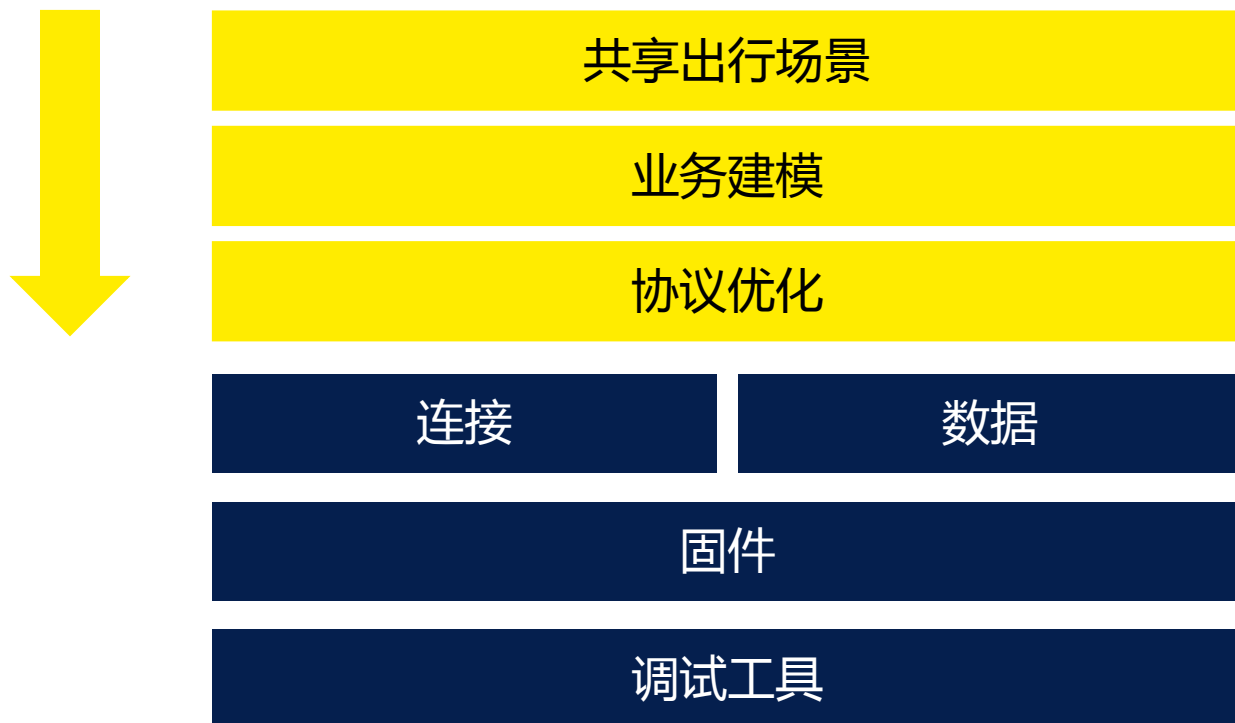 共享出行场景
业务建模
协议优化
连接
数据
固件
调试工具